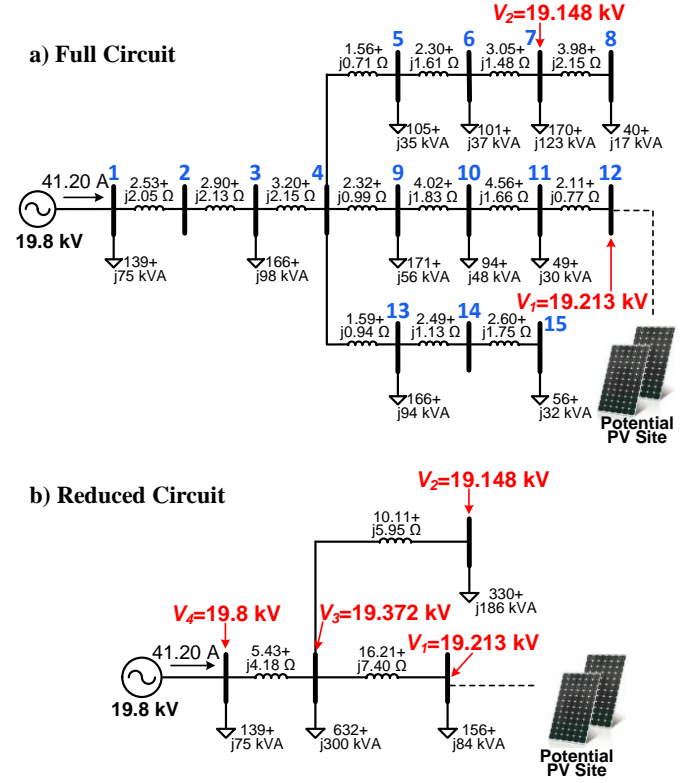 a) Full Circuit
V2=19.148 kV
5
6
7
8
1.56+
j0.71 Ω
2.30+
j1.61 Ω
3.05+
j1.48 Ω
3.98+
j2.15 Ω
105+
j35 kVA
101+
j37 kVA
170+
j123 kVA
40+
j17 kVA
41.20 A
1
2
3
4
9
10
11
12
2.53+
j2.05 Ω
2.90+
j2.13 Ω
3.20+
j2.15 Ω
2.32+
j0.99 Ω
4.02+
j1.83 Ω
4.56+
j1.66 Ω
2.11+
j0.77 Ω
19.8 kV
139+
j75 kVA
166+
j98 kVA
171+
j56 kVA
94+
j48 kVA
49+
j30 kVA
V1=19.213 kV
13
14
15
1.59+
j0.94 Ω
2.49+
j1.13 Ω
2.60+
j1.75 Ω
166+
j94 kVA
56+
j32 kVA
Potential
PV Site
b) Reduced Circuit
V2=19.148 kV
10.11+
j5.95 Ω
330+
j186 kVA
V4=19.8 kV
V3=19.372 kV
V1=19.213 kV
41.20 A
5.43+
j4.18 Ω
16.21+
j7.40 Ω
19.8 kV
139+
j75 kVA
632+
j300 kVA
156+
j84 kVA
Potential
PV Site